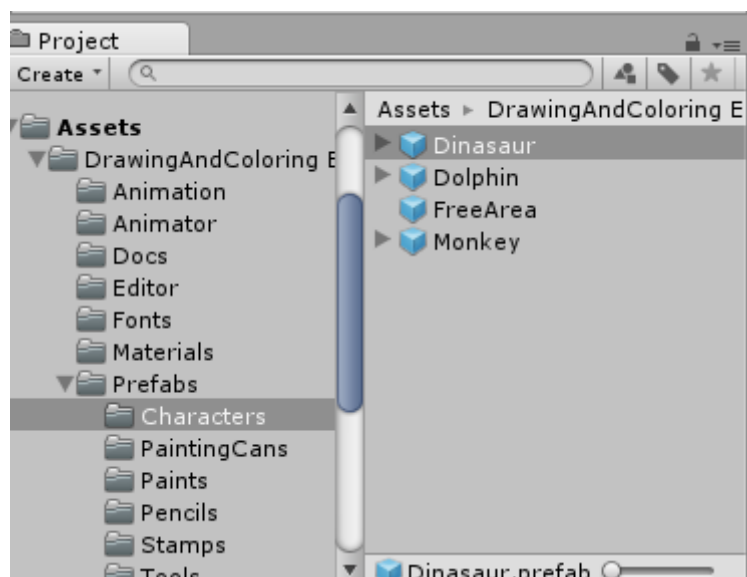 Project
Create
Assets
DrawingAndColoring E
Animation
Animator
Docs
Editor
Fonts
Materials
Prefabs
Characters
PaintingCans
Paints
Pencils
Stamps
Tools
Assets ▸ DrawingAndColoring E
Dinasaur
Dolphin
FreeArea
Monkey
Dinasaur.prefab